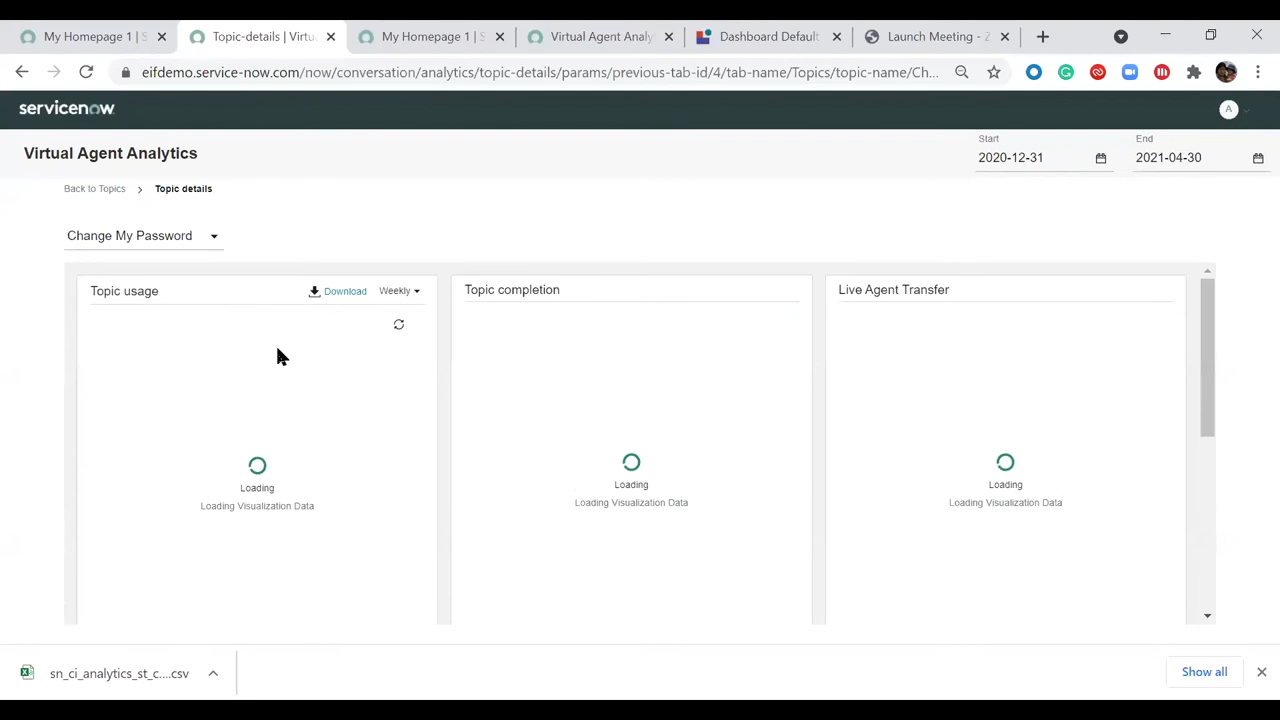 My Homepage 1 | S
Topic-details | Virtu
My Homepage 1 | S
Virtual Agent Analy
Dashboard Default
Launch Meeting - Z
eifdemo.service-now.com/now/conversation/analytics/topic-details/params/previous-tab-id/4/tab-name/Topics/topic-name/Ch...
servicenow
A
Virtual Agent Analytics
Start
2020-12-31
End
2021-04-30
Back to Topics
Topic details
Change My Password
Topic usage
Download
Weekly
Topic completion
Live Agent Transfer
Loading
Loading Visualization Data
Loading
Loading Visualization Data
Loading
Loading Visualization Data
sn_ci_analytics_st_c....csv
Show all